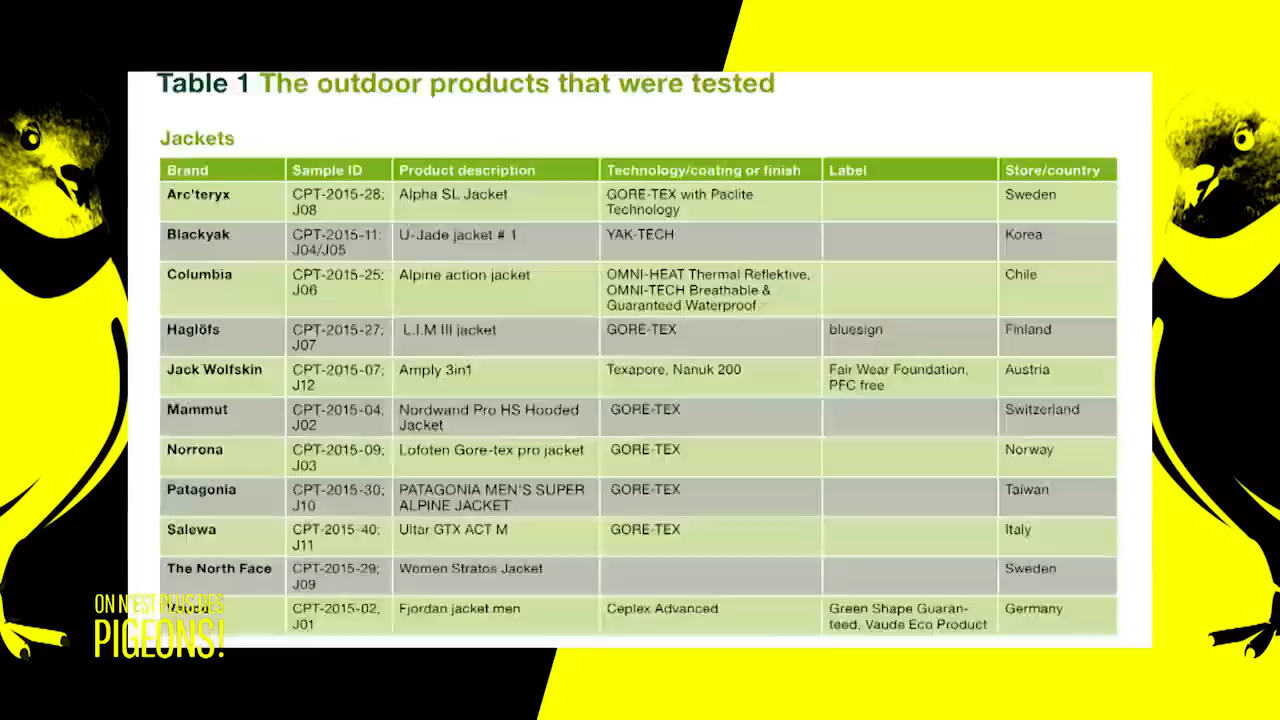 Table 1 The outdoor products that were tested
Jackets
Brand Sample ID Product description Technology/coating or finish Label Store/country
Arc'teryx CPT-2015-28; Alpha SL Jacket GORE-TEX with Paclite Sweden
J08 Technology
Blackyak CPT-2015-11; U-Jade jacket # 1 YAK-TECH Korea
J04/J05
Columbia CPT-2015-25; Alpine action jacket OMNI-HEAT Thermal Reflektive, Chile
J06 OMNI-TECH Breathable &
Guaranteed Waterproof
Haglöfs CPT-2015-27; L.I.M III jacket GORE-TEX bluesign Finland
J07
Jack Wolfskin CPT-2015-07; Amply 3in1 Texapore, Nanuk 200 Fair Wear Foundation, Austria
J12 PFC free
Mammut CPT-2015-04, Nordwand Pro HS Hooded GORE-TEX Switzerland
J02 Jacket
Norrona CPT-2015-09; Lofoten Gore-tex pro jacket GORE-TEX Norway
J03
Patagonia CPT-2015-30; PATAGONIA MEN'S SUPER GORE-TEX Taiwan
J10 ALPINE JACKET
Salewa CPT-2015-40; Ultar GTX ACT M GORE-TEX Italy
J11
The North Face CPT-2015-29; Women Stratos Jacket Sweden
J09
CPT-2015-02, Fjordan jacket men Ceplex Advanced Green Shape Guaran- Germany
J01 teed, Vaude Eco Product
ON N'EST PLUS DES
PIGEONS!